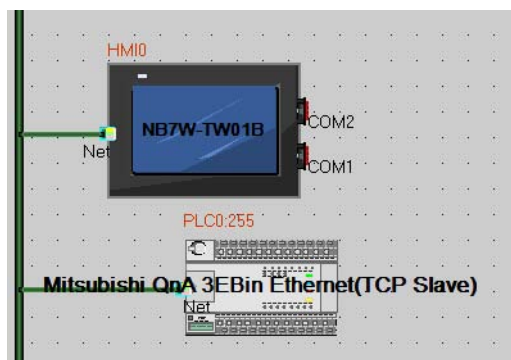 HMI0
NB7W-TW01B
COM2
Net
COM1
PLC0:255
Mitsubishi QnA 3EBin Ethernet(TCP Slave)
Net